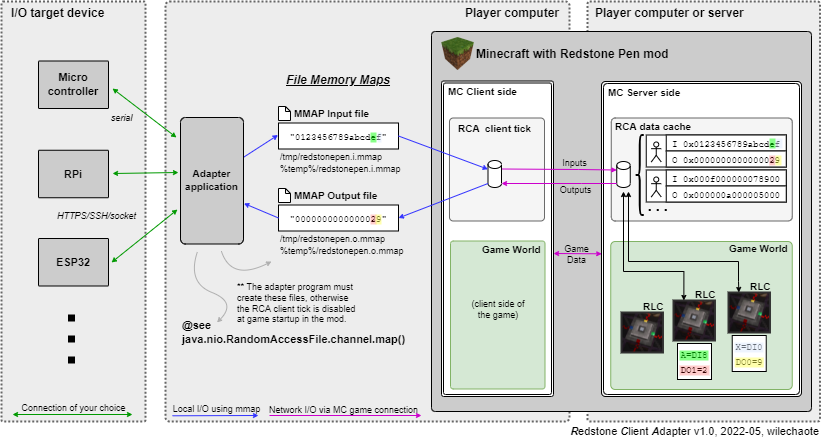 I/O target device
Player computer
Player computer or server
Micro
controller
serial
RPi
HTTPS/SSH/socket
ESP32
Connection of your choice
Adapter
application
File Memory Maps
MMAP Input file
"0123456789abcdef"
/tmp/redstonepen.i.mmap
%temp%/redstonepen.i.mmap
MMAP Output file
"0000000000000029"
/tmp/redstonepen.o.mmap
%temp%/redstonepen.o.mmap
** The adapter program must
create these files, otherwise
the RCA client tick is disabled
at game startup in the mod.
@see
java.nio.RandomAccessFile.channel.map()
Local I/O using mmap
Network I/O via MC game connection
Minecraft with Redstone Pen mod
MC Client side
RCA client tick
Game World
(client side of
the game)
Inputs
Outputs
Game
Data
MC Server side
RCA data cache
I 0x0123456789abcdef
O 0x0000000000000029
I 0x000f000000078900
O 0x010000a000005000
...
Game World
RLC
RLC
RLC
A=DI8
DO1=2
X=DI0
DO0=9
Redstone Client Adapter v1.0, 2022-05, wilechaote